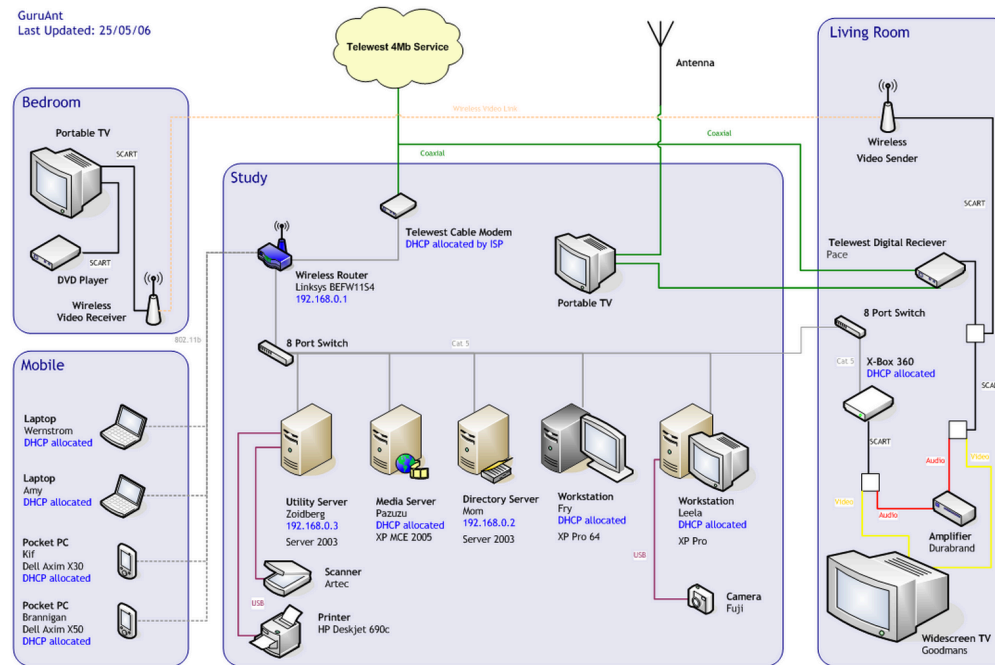 GuruAnt
Last Updated: 25/05/06
Telewest 4Mb Service
Antenna
Living Room
Wireless
Video Sender
SCART
Telewest Digital Reciever
Pace
8 Port Switch
Cat 5
X-Box 360
DHCP allocated
SCART
SCA
Audio
Video
Video
Audio
Amplifier
Durabrand
Widescreen TV
Goodmans
Bedroom
Portable TV
SCART
SCART
DVD Player
Wireless
Video Receiver
Wireless Video Link
Coaxial
Coaxial
802.11b
Study
Telewest Cable Modem
DHCP allocated by ISP
Wireless Router
Linksys BEFW11S4
192.168.0.1
Portable TV
8 Port Switch
Cat 5
Utility Server
Zoidberg
192.168.0.3
Server 2003
Media Server
Pazuzu
DHCP allocated
XP MCE 2005
Directory Server
Mom
192.168.0.2
Server 2003
Workstation
Fry
DHCP allocated
XP Pro 64
Workstation
Leela
DHCP allocated
XP Pro
USB
Scanner
Artec
USB
Printer
HP Deskjet 690c
Camera
Fuji
Mobile
Laptop
Wernstrom
DHCP allocated
Laptop
Amy
DHCP allocated
Pocket PC
Kif
Dell Axim X30
DHCP allocated
Pocket PC
Brannigan
Dell Axim X50
DHCP allocated